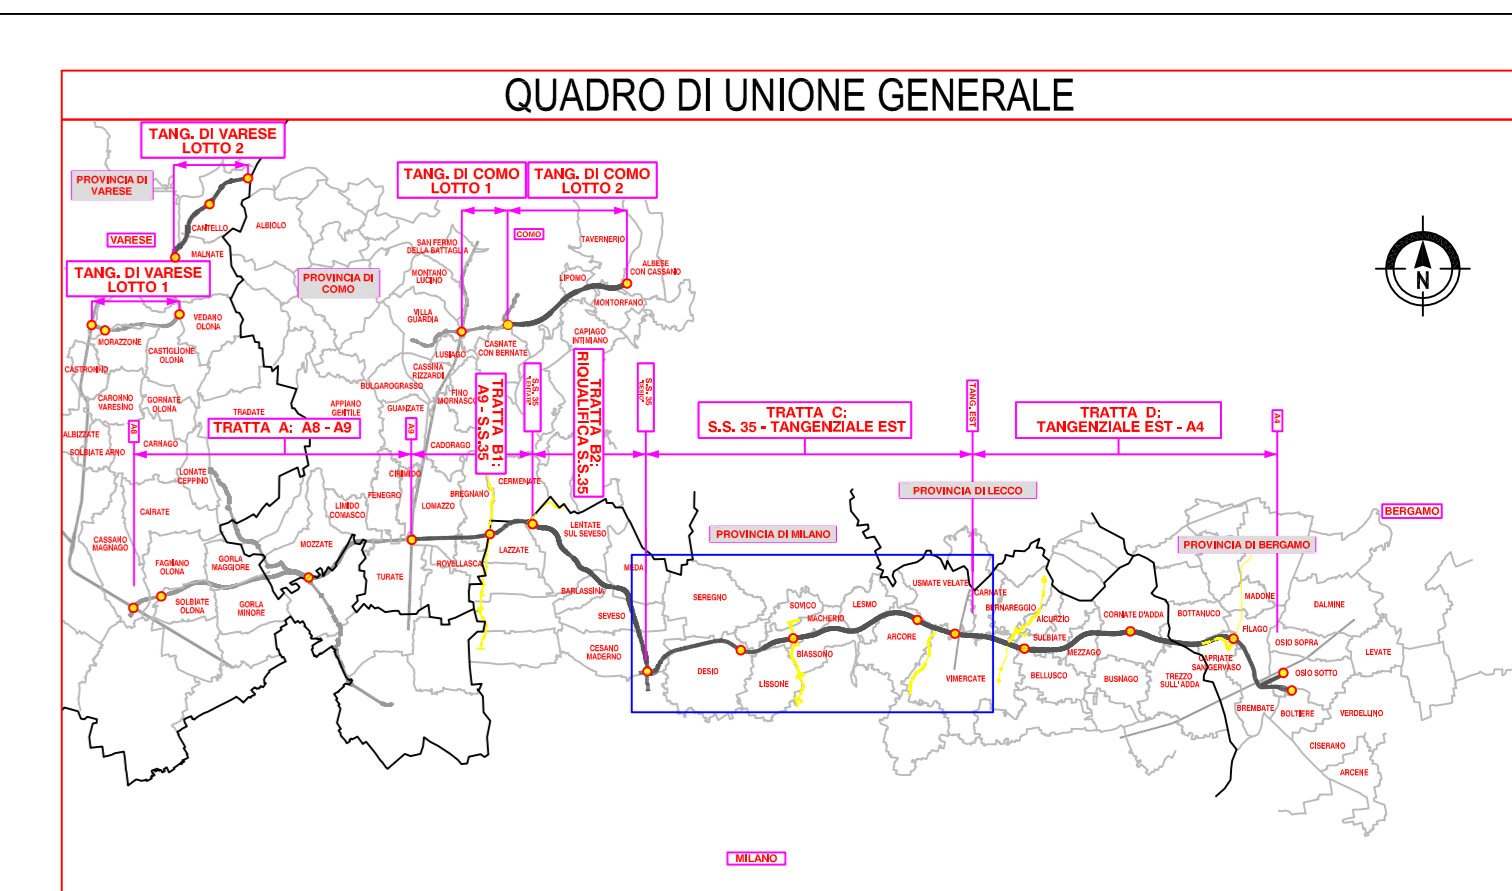 QUADRO DI UNIONE GENERALE
TANG. DI VARESE
LOTTO 2
PROVINCIA DI
VARESE
CANTELLO
ALBIOLO
VARESE
MALNATE
TANG. DI VARESE
LOTTO 1
VEDANO
OLONA
MORAZZONE
CASTIGLIONE
OLONA
CASTRONNO
CARONNO
VARESINO
GORNATE
OLONA
ALBIZZATE
CARNAGO
SOLBIATE ARNO
TRADATE
TANG. DI COMO
LOTTO 1
TANG. DI COMO
LOTTO 2
COMO
SAN FERMO
DELLA BATTAGLIA
TAVERNERIO
MONTANO
LUCINO
ALBESE
CON CASSANO
LIPOMO
MONTORFANO
PROVINCIA DI
COMO
VILLA
GUARDIA
CAPIAGO
INTIMIANO
LUSIAGO
CASNATE
CON BERNATE
CASSINA
RIZZARDI
BULGAROGRASSO
FINO
MORNASCO
APPIANO
GENTILE
GUANZATE
CADORAGO
N
A8
TRATTA A: A8 - A9
A9
TRATTA B1:
A9 - S.S.35
S.S. 35
TRATTA B2:
RIQUALIFICA S.S.35
S.S. 35
TRATTA C:
S.S. 35 - TANGENZIALE EST
TANG. EST
TRATTA D:
TANGENZIALE EST - A4
A4
LONATE
CEPPINO
CIRIMIDO
FENEGRO
LOMAZZO
BREGNANO
CERMENATE
LIMIDO
COMASCO
CAIRATE
CASSANO
MAGNAGO
MOZZATE
FAGNANO
OLONA
GORLA
MAGGIORE
SOLBIATE
OLONA
GORLA
MINORE
TURATE
ROVELLASCA
LAZZATE
LENTATE
SUL SEVESO
MEDA
BARLASSINA
SEVESO
CESANO
MADERNO
PROVINCIA DI LECCO
PROVINCIA DI MILANO
BERGAMO
PROVINCIA DI BERGAMO
SEREGNO
SOVICO
MACHERIO
LESMO
USMATE VELATE
CARNATE
BERNAREGGIO
AICURZIO
CORNATE D'ADDA
BOTTANUCO
MADONE
DALMINE
DESIO
BIASSONO
LISSONE
ARCORE
VIMERCATE
SULBIATE
MEZZAGO
BELLUSCO
BUSNAGO
TREZZO
SULL'ADDA
CAPRIATE
SAN GERVASO
FILAGO
OSIO SOPRA
LEVATE
OSIO SOTTO
BREMBATE
BOLTIERE
VERDELLINO
CISERANO
ARCENE
MILANO